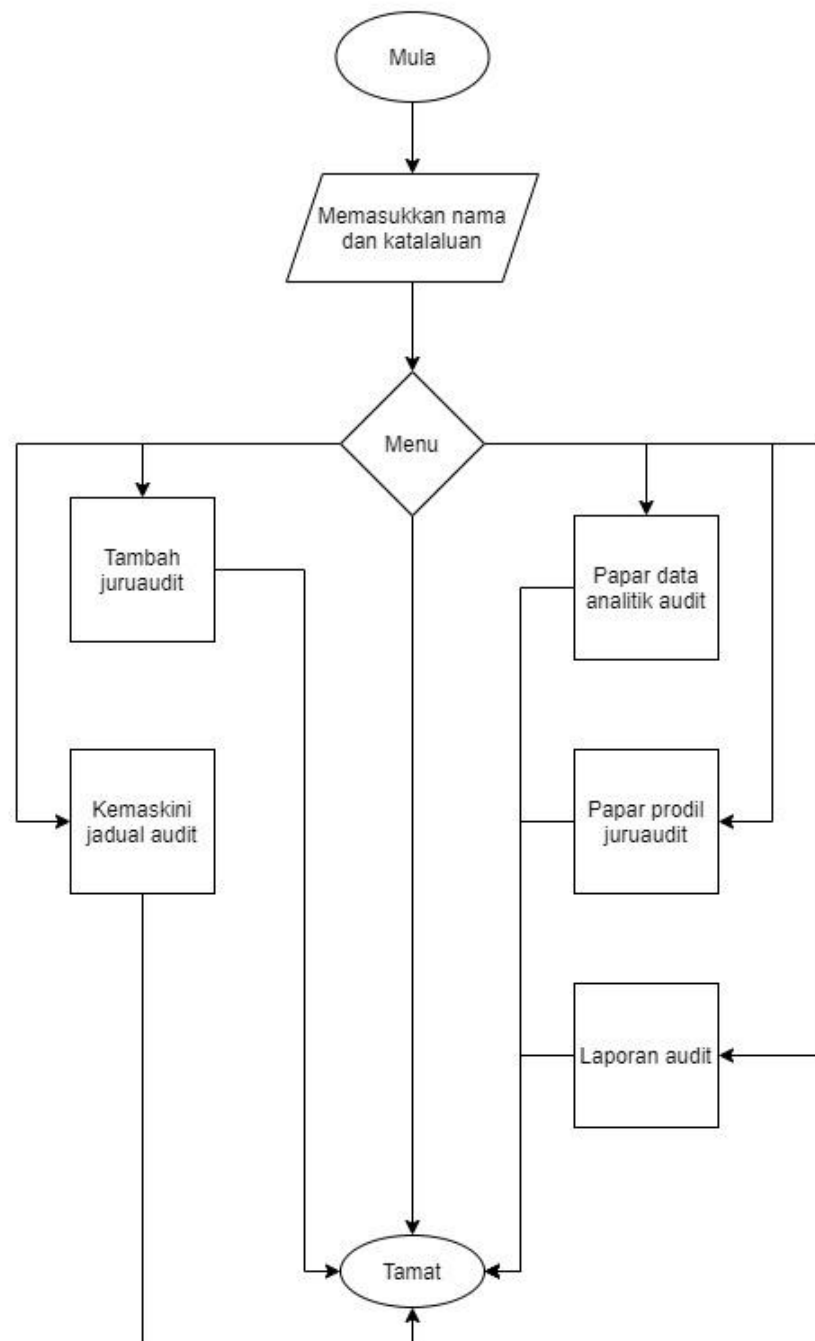 Mula
Memasukkan nama
dan katalaluan
Menu
Tambah
juruaudit
Papar data
analitik audit
Kemaskini
jadual audit
Papar prodil
juruaudit
Laporan audit
Tamat